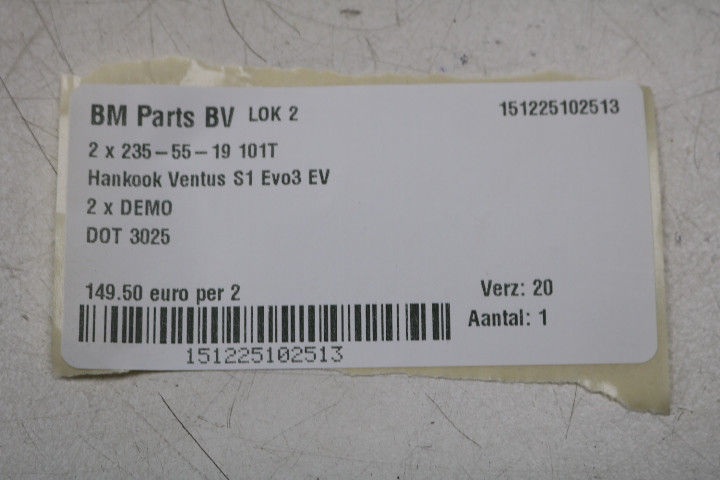 BM Parts BV LOK 2 151225102513
2 x 235-55-19 101T
Hankook Ventus S1 Evo3 EV
2 x DEMO
DOT 3025
149.50 euro per 2 Verz: 20
Aantal: 1
151225102513